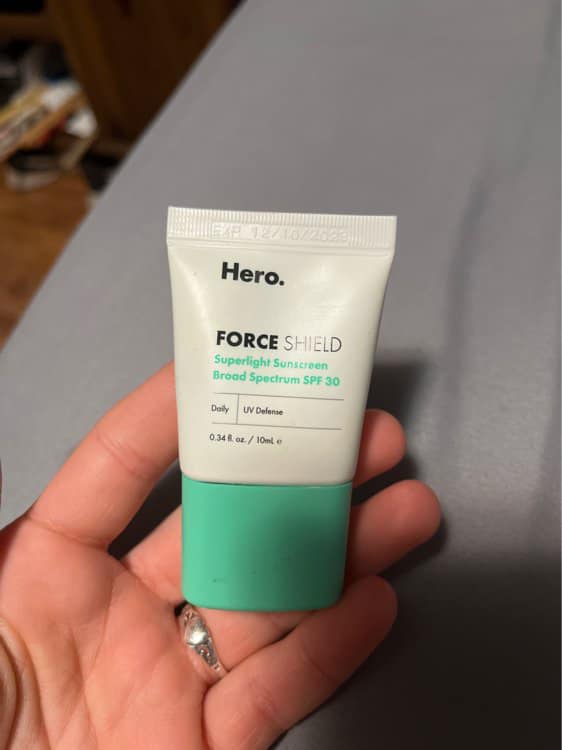 EXP 12/10/2023
Hero.
FORCE SHIELD
Superlight Sunscreen
Broad Spectrum SPF 30
Daily UV Defense
0.34 fl. oz. / 10mL ℮